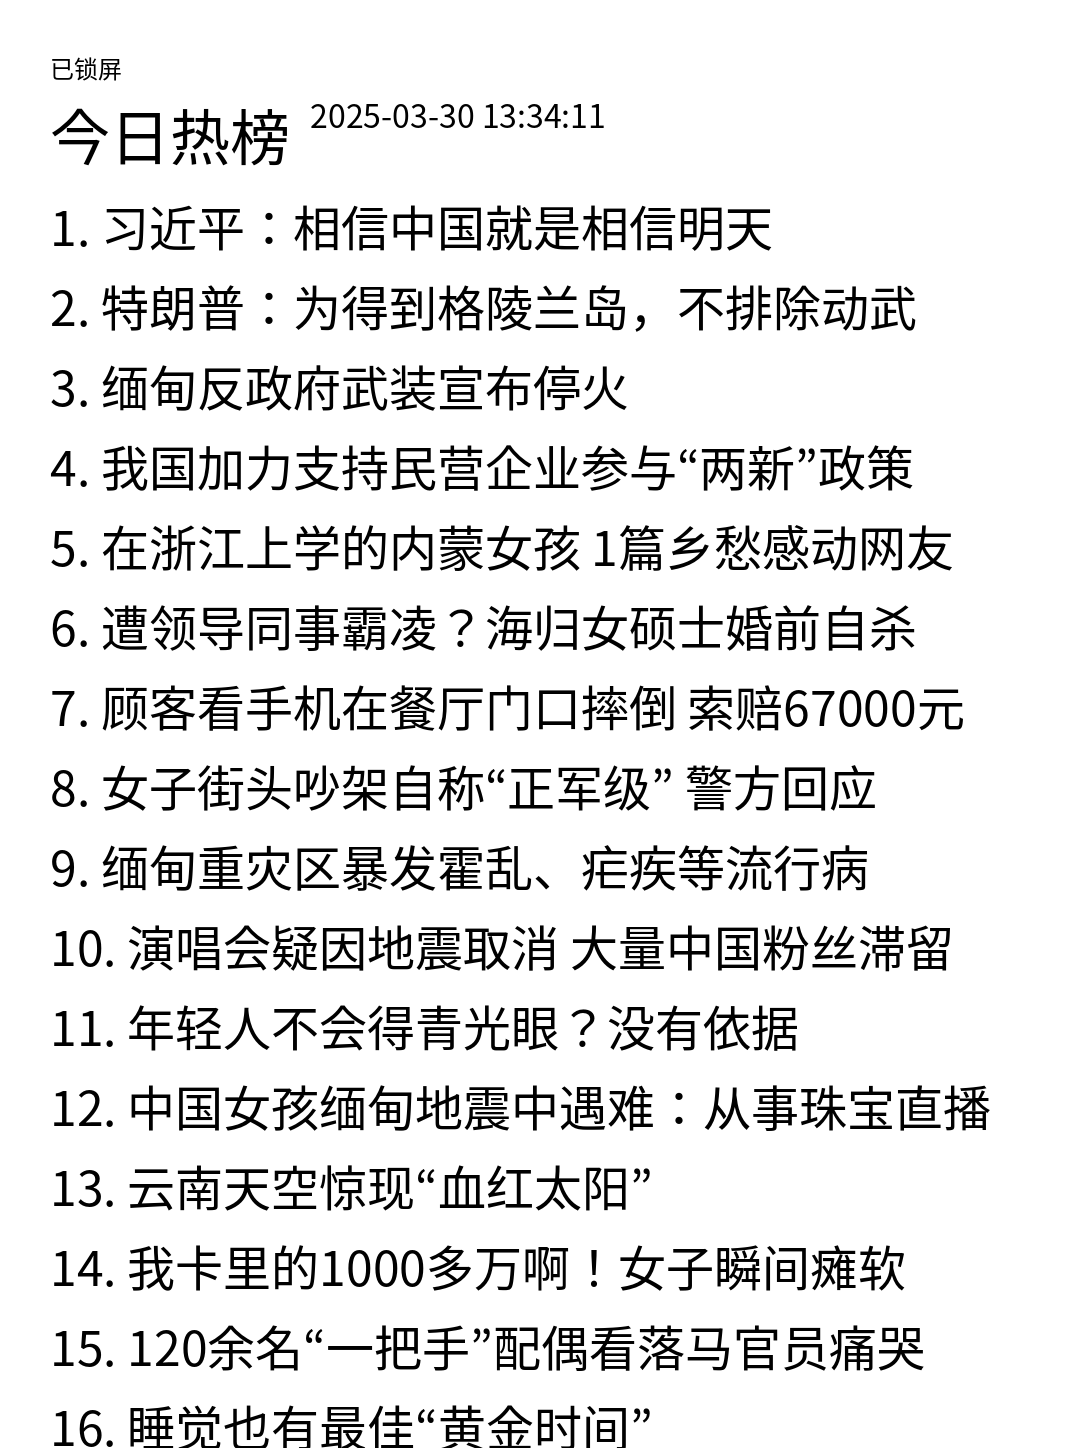 已锁屏
今日热榜 2025-03-30 13:34:11
1. 习近平：相信中国就是相信明天
2. 特朗普：为得到格陵兰岛，不排除动武
3. 缅甸反政府武装宣布停火
4. 我国加力支持民营企业参与“两新”政策
5. 在浙江上学的内蒙女孩 1篇乡愁感动网友
6. 遭领导同事霸凌？海归女硕士婚前自杀
7. 顾客看手机在餐厅门口摔倒 索赔67000元
8. 女子街头吵架自称“正军级” 警方回应
9. 缅甸重灾区暴发霍乱、疟疾等流行病
10. 演唱会疑因地震取消 大量中国粉丝滞留
11. 年轻人不会得青光眼？没有依据
12. 中国女孩缅甸地震中遇难：从事珠宝直播
13. 云南天空惊现“血红太阳”
14. 我卡里的1000多万啊！女子瞬间瘫软
15. 120余名“一把手”配偶看落马官员痛哭
16. 睡觉也有最佳“黄金时间”